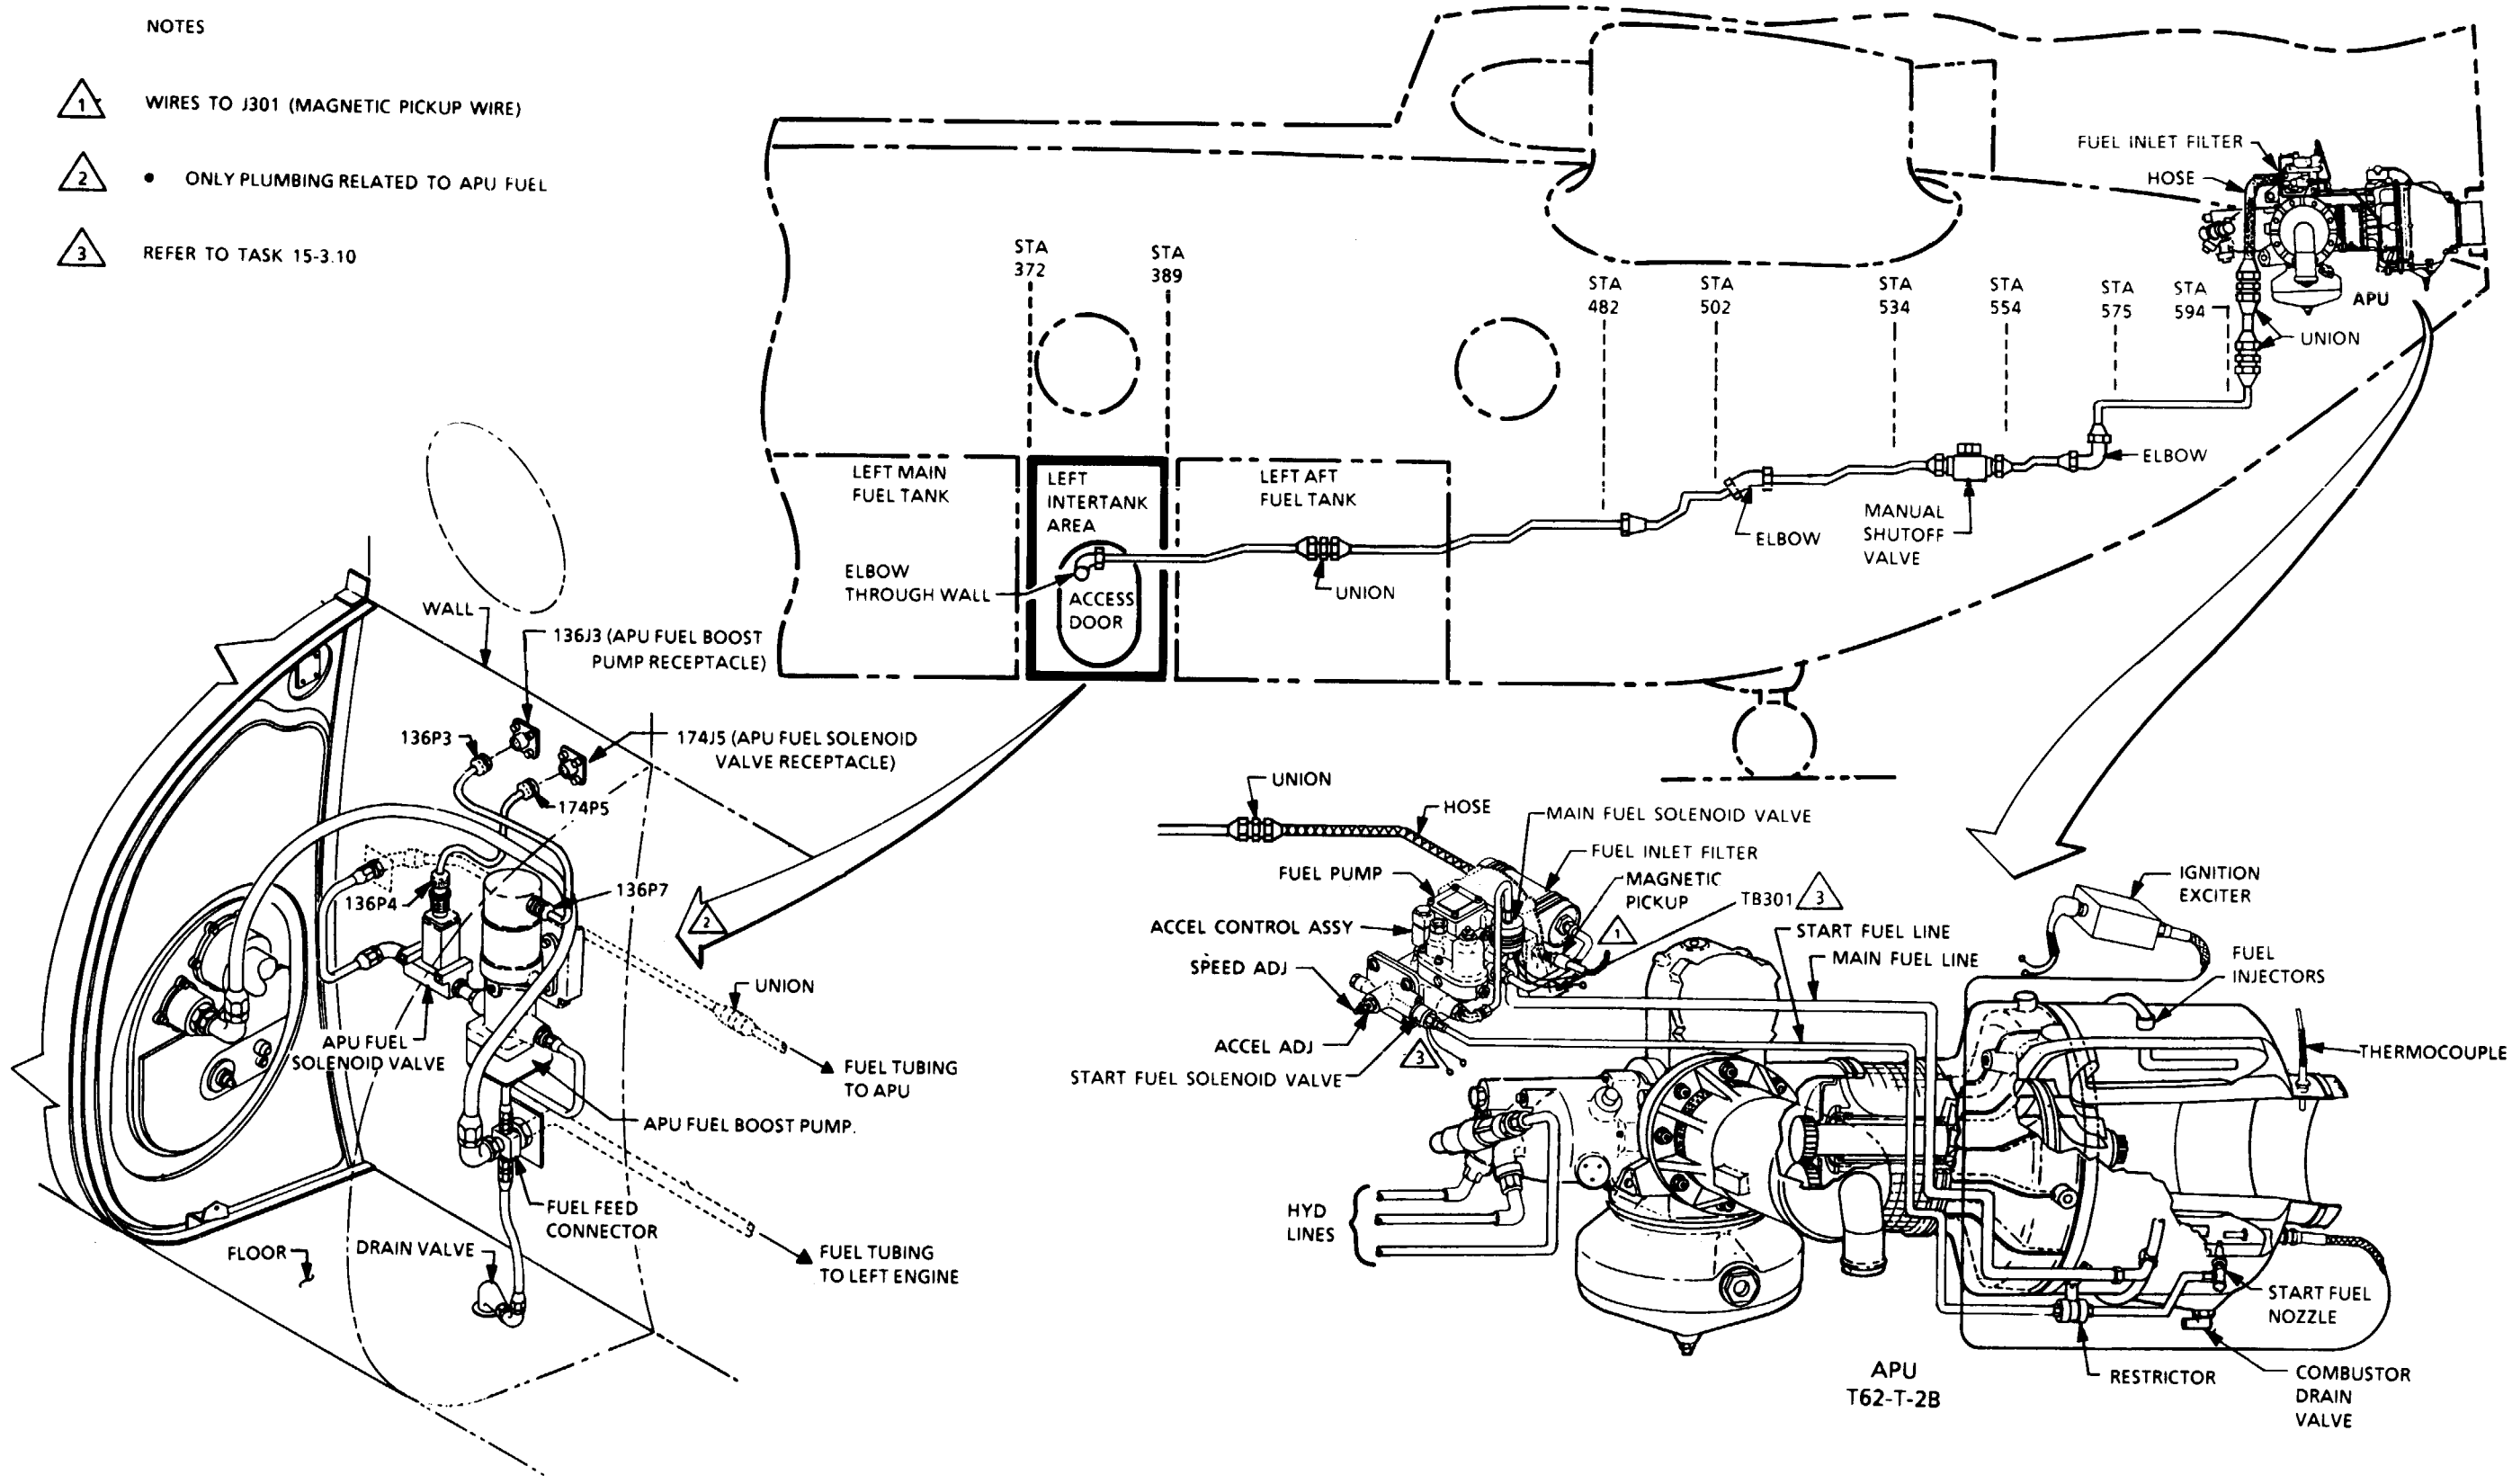 NOTES
1 WIRES TO J301 (MAGNETIC PICKUP WIRE)
2 • ONLY PLUMBING RELATED TO APU FUEL
3 REFER TO TASK 15-3.10
FUEL INLET FILTER
HOSE
APU
UNION
STA
372
STA
389
STA
482
STA
502
STA
534
STA
554
STA
575
STA
594
LEFT MAIN
FUEL TANK
LEFT
INTERTANK
AREA
LEFT AFT
FUEL TANK
ELBOW
THROUGH WALL
ACCESS
DOOR
UNION
ELBOW
MANUAL
SHUTOFF
VALVE
ELBOW
WALL
136J3 (APU FUEL BOOST
PUMP RECEPTACLE)
136P3
174J5 (APU FUEL SOLENOID
VALVE RECEPTACLE)
174P5
136P4
136P7
2
UNION
APU FUEL
SOLENOID VALVE
FUEL TUBING
TO APU
APU FUEL BOOST PUMP.
FUEL FEED
CONNECTOR
FLOOR
DRAIN VALVE
FUEL TUBING
TO LEFT ENGINE
UNION
HOSE
MAIN FUEL SOLENOID VALVE
FUEL INLET FILTER
FUEL PUMP
MAGNETIC
PICKUP
TB301 3
1
ACCEL CONTROL ASSY
SPEED ADJ
ACCEL ADJ
3
START FUEL SOLENOID VALVE
START FUEL LINE
MAIN FUEL LINE
IGNITION
EXCITER
FUEL
INJECTORS
THERMOCOUPLE
HYD
LINES
START FUEL
NOZZLE
RESTRICTOR
COMBUSTOR
DRAIN
VALVE
APU
T62-T-2B